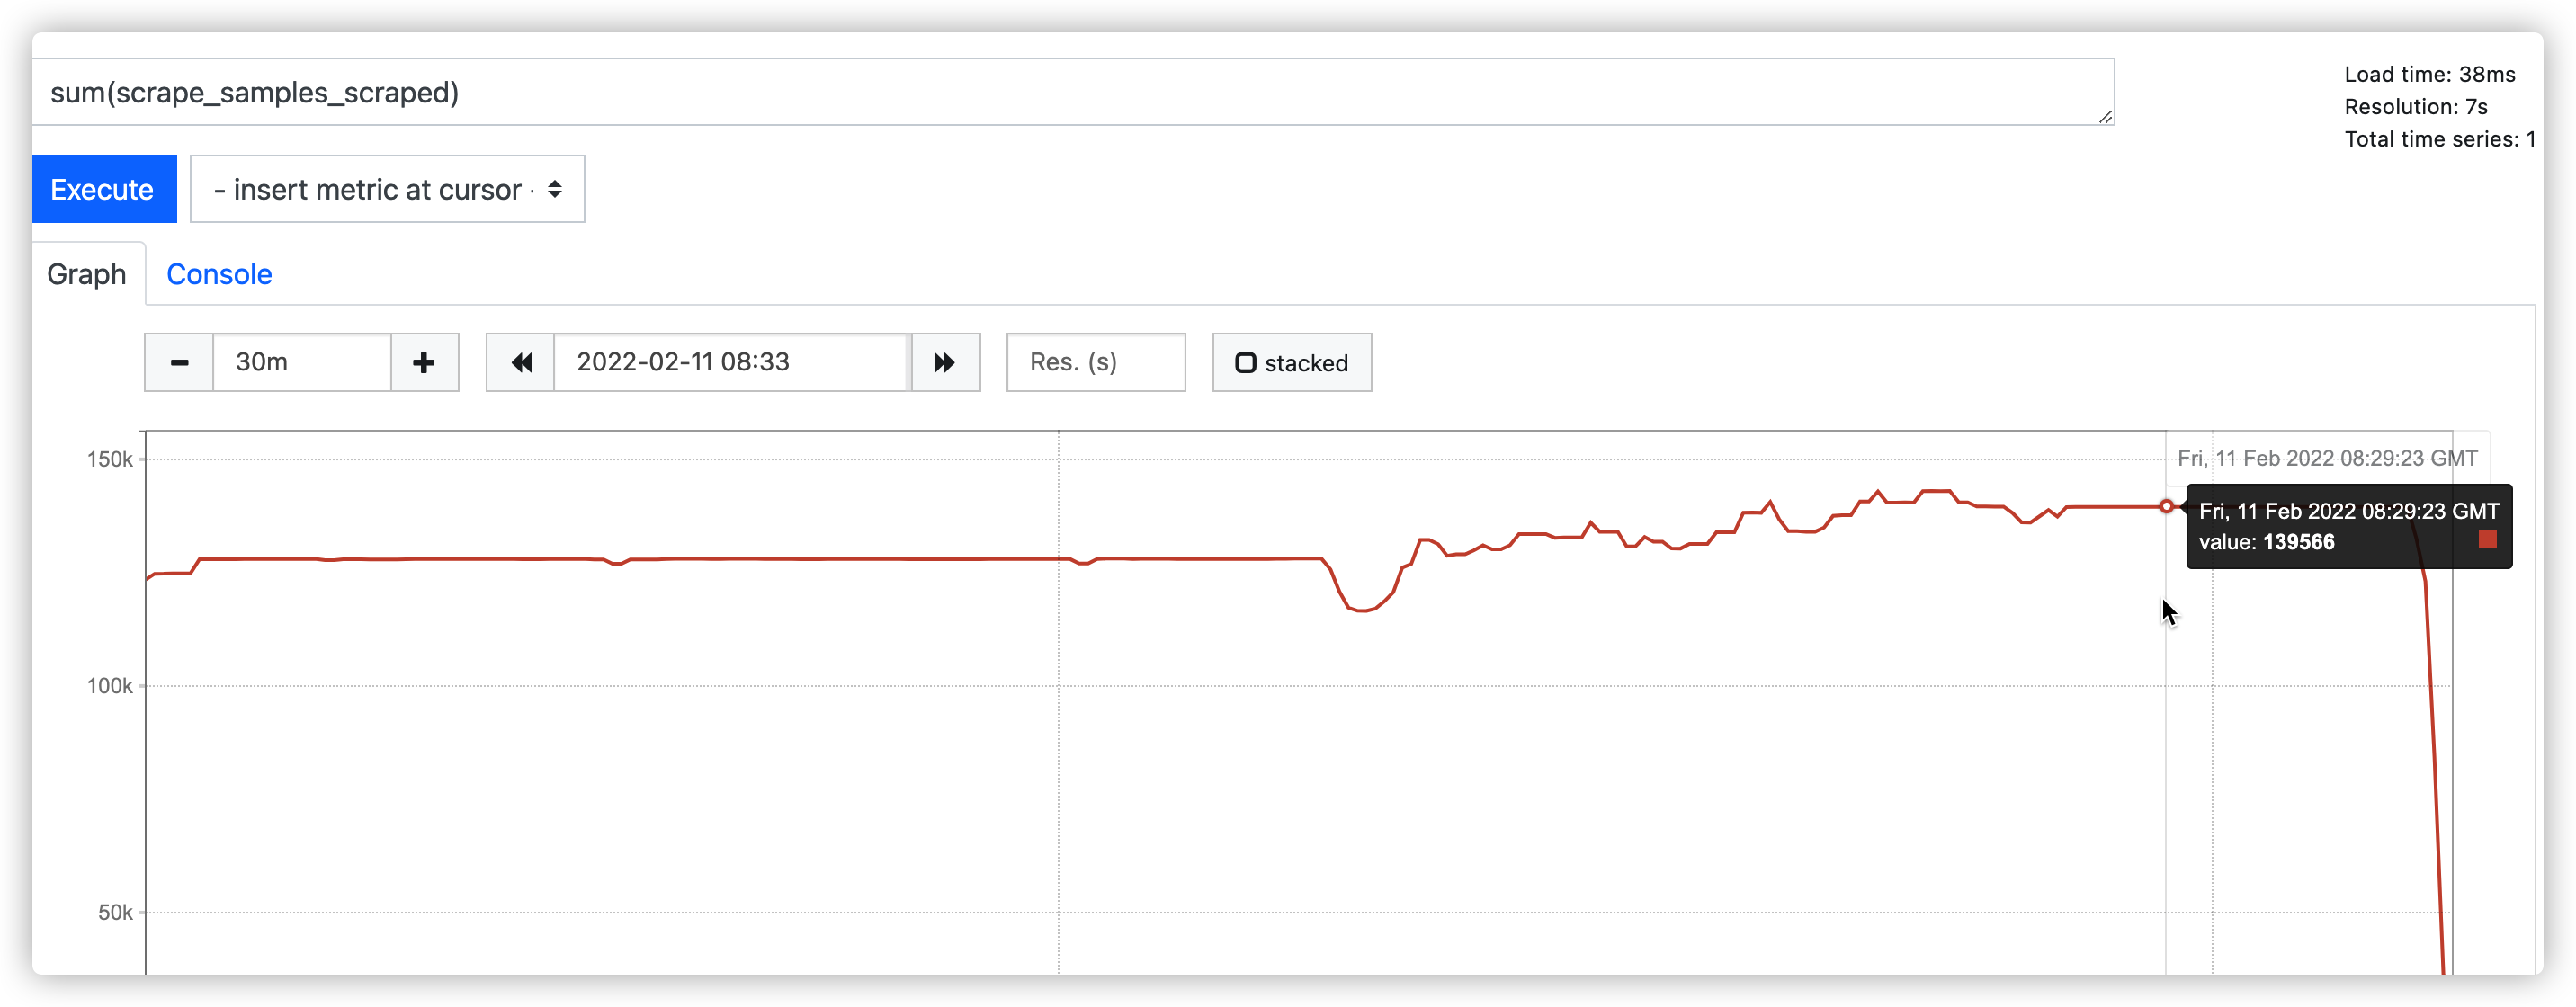 sum(scrape_samples_scraped)
Load time: 38ms
Resolution: 7s
Total time series: 1
Execute
- insert metric at cursor -
Graph
Console
30m
2022-02-11 08:33
Res. (s)
stacked
150k
Fri, 11 Feb 2022 08:29:23 GMT
Fri, 11 Feb 2022 08:29:23 GMT
value: 139566
100k
50k